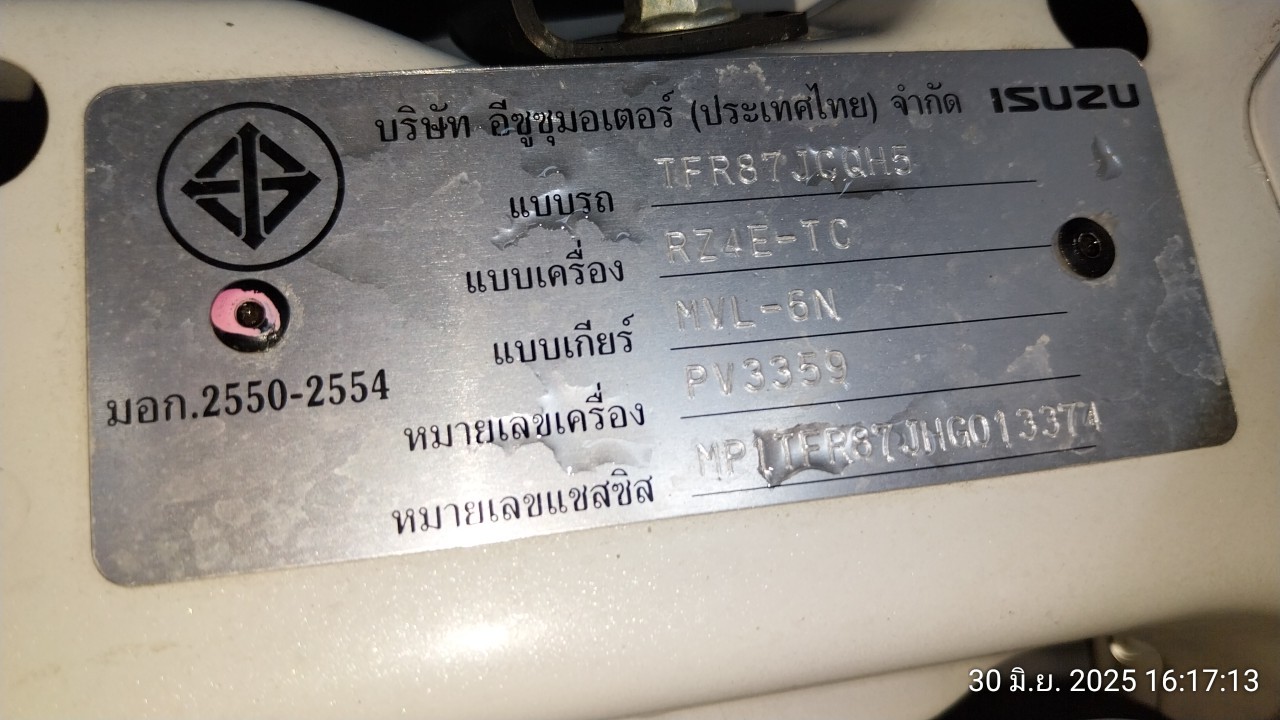 บริษัท อีซูซุมอเตอร์ (ประเทศไทย) จำกัด ISUZU
แบบรถ TFR87JCQH5
แบบเครื่อง RZ4E-TC
แบบเกียร์ MVL-6N
มอก.2550-2554
หมายเลขเครื่อง PV3359
หมายเลขแชสซิส MP1TFR87JHG013374
30 มิ.ย. 2025 16:17:13